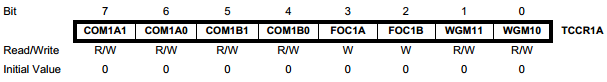 Bit 7 6 5 4 3 2 1 0
COM1A1 COM1A0 COM1B1 COM1B0 FOC1A FOC1B WGM11 WGM10 TCCR1A
Read/Write R/W R/W R/W R/W W W R/W R/W
Initial Value 0 0 0 0 0 0 0 0